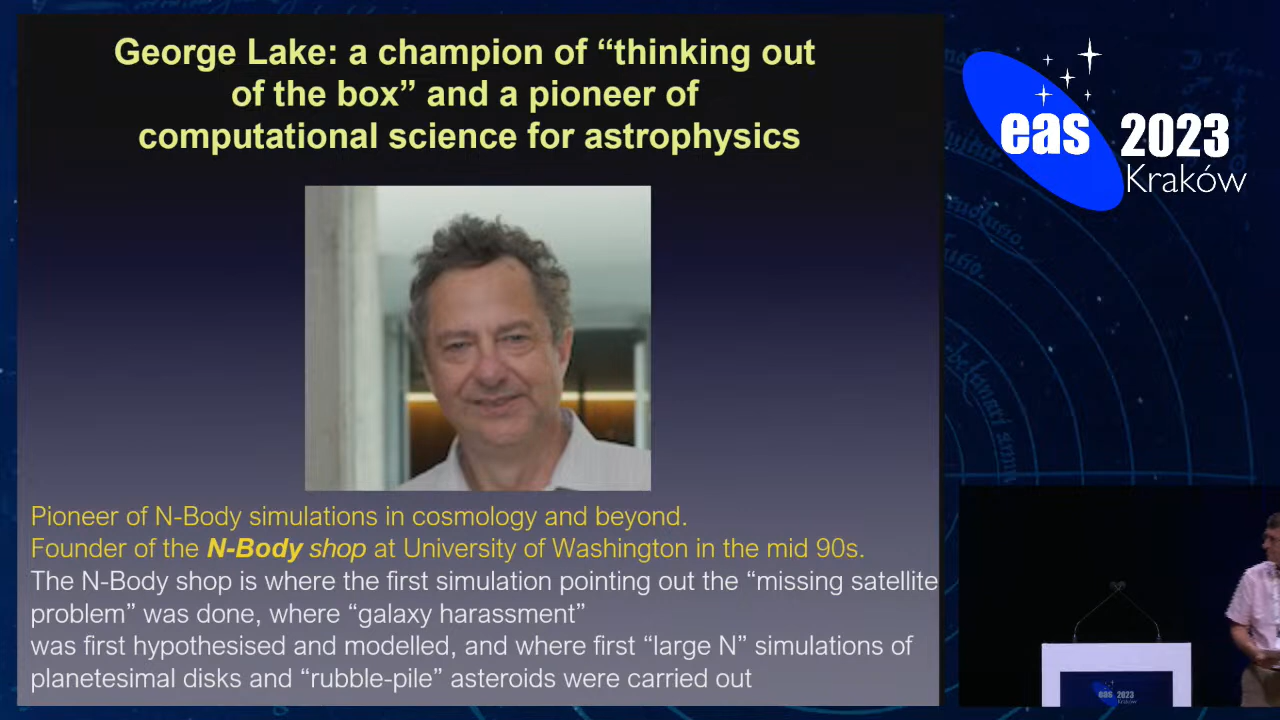 George Lake: a champion of “thinking out
of the box” and a pioneer of
computational science for astrophysics
Pioneer of N-Body simulations in cosmology and beyond.
Founder of the N-Body shop at University of Washington in the mid 90s.
The N-Body shop is where the first simulation pointing out the “missing satellite
problem” was done, where “galaxy harassment”
was first hypothesised and modelled, and where first “large N” simulations of
planetesimal disks and “rubble-pile” asteroids were carried out
eas 2023
Kraków
eas 2023
Kraków